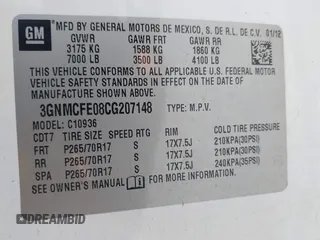 GM
MFD BY GENERAL MOTORS DE MEXICO, S. DE R.L. DE C.V. 01/12
GVWR GAWR FRT GAWR RR
3175 KG 1588 KG 1860 KG
7000 LB 3500 LB 4100 LB
THIS VEHICLE CONFORMS TO ALL APPLICABLE U.S. FEDERAL MOTOR
VEHICLE SAFETY STANDARDS IN EFFECT ON THE DATE OF
MANUFACTURE SHOWN ABOVE.
3GNMCFE08CG207148 TYPE: M.P.V.
MODEL: C10936
CDT7 TIRE SIZE SPEED RTG RIM COLD TIRE PRESSURE
FRT P265/70R17 S 17X7.5J 210KPA(30PSI)
RR P265/70R17 S 17X7.5J 210KPA(30PSI)
SPA P265/70R17 S 17X7.5J 240KPA(35PSI)
SEE OWNER'S MANUAL FOR MORE INFORMATION
DREAMBID